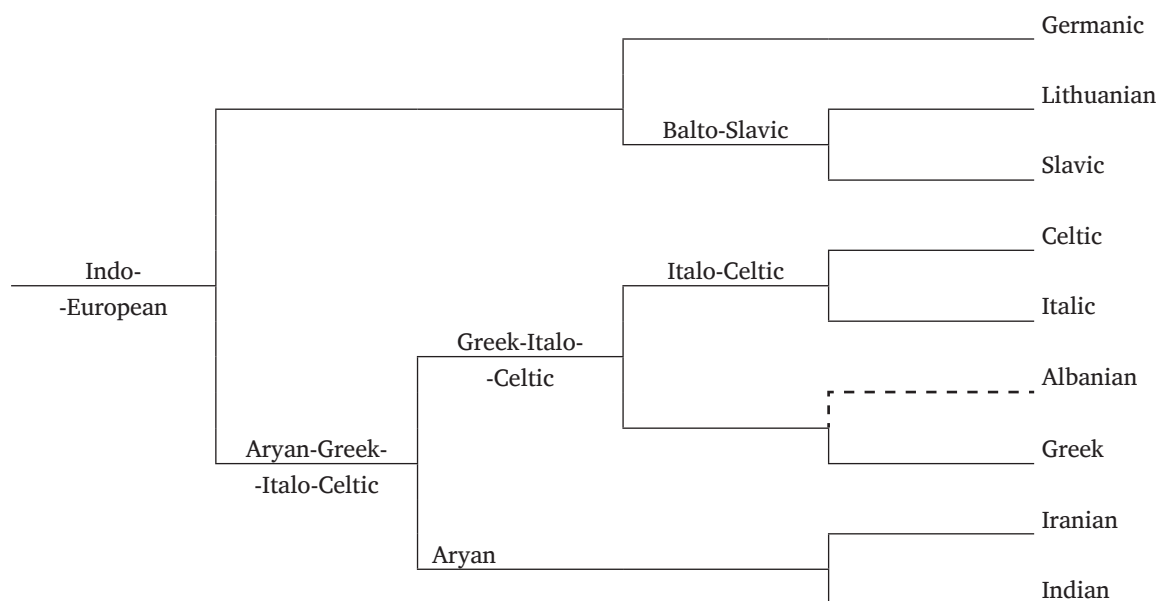 Germanic
Lithuanian
Balto-Slavic
Slavic
Celtic
Indo-
-European
Italo-Celtic
Italic
Greek-Italo-
-Celtic
Albanian
Aryan-Greek-
-Italo-Celtic
Greek
Iranian
Aryan
Indian